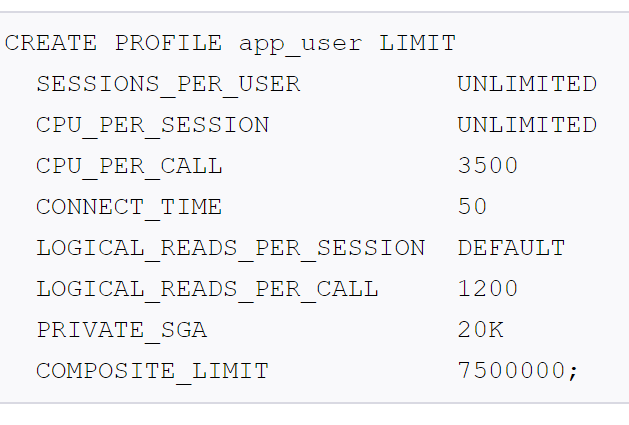 CREATE PROFILE app_user LIMIT
SESSIONS_PER_USER UNLIMITED
CPU_PER_SESSION UNLIMITED
CPU_PER_CALL 3500
CONNECT_TIME 50
LOGICAL_READS_PER_SESSION DEFAULT
LOGICAL_READS_PER_CALL 1200
PRIVATE_SGA 20K
COMPOSITE_LIMIT 7500000;